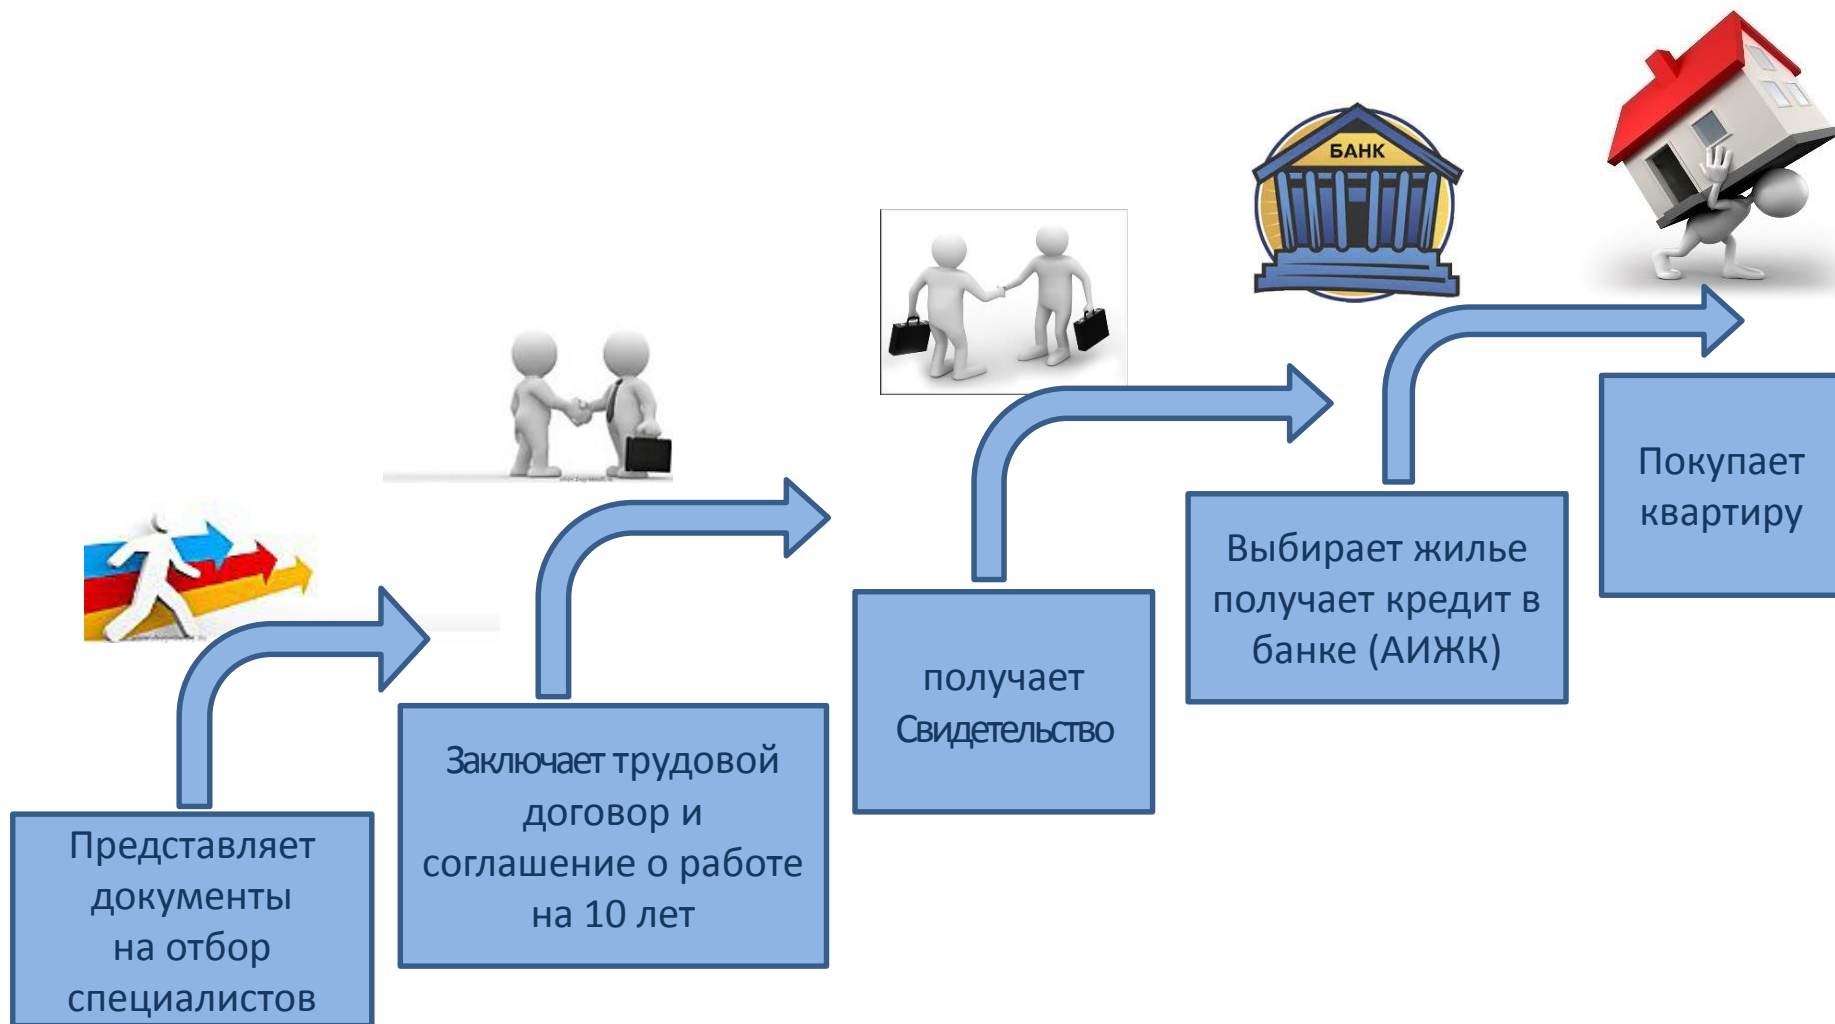 БАНК
Представляет
документы
на отбор
специалистов
Заключает трудовой
договор и
соглашение о работе
на 10 лет
получает
Свидетельство
Выбирает жилье
получает кредит в
банке (АИЖК)
Покупает
квартиру